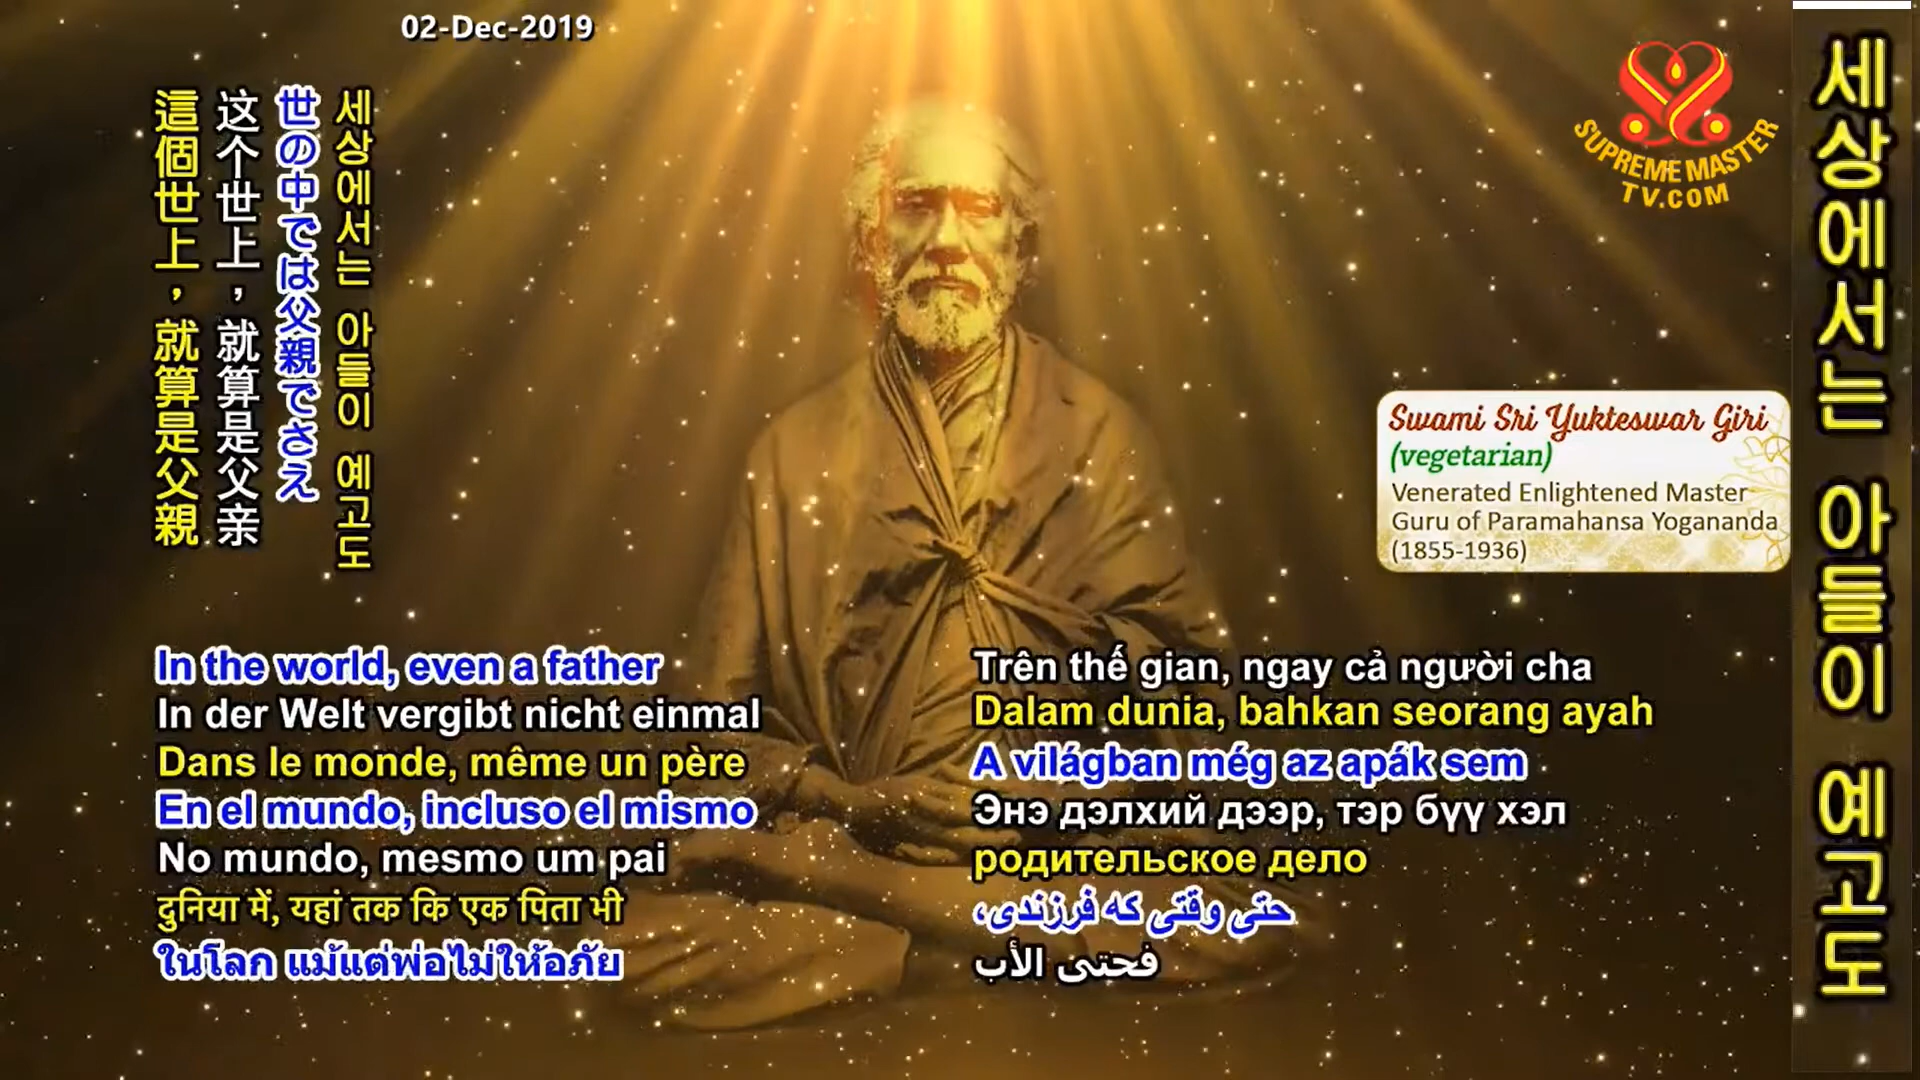 02-Dec-2019
세상에서는 아들이 예고도
世の中では父親でさえ
这个世上，就算是父亲
這個世上，就算是父親
SUPREME MASTER
TV.COM
Swami Sri Yukteswar Giri
(vegetarian)
Venerated Enlightened Master
Guru of Paramahansa Yogananda
(1855-1936)
In the world, even a father
In der Welt vergibt nicht einmal
Dans le monde, même un père
En el mundo, incluso el mismo
No mundo, mesmo um pai
दुनिया में, यहां तक कि एक पिता भी
ในโลก แม้แต่พ่อไม่ให้อภัย
Trên thế gian, ngay cả người cha
Dalam dunia, bahkan seorang ayah
A világban még az apák sem
Энэ дэлхий дээр, тэр бүү хэл
родительское дело
حتی وقتی که فرزندی،
فحتى الأب
세상에서는 아들이 예고도